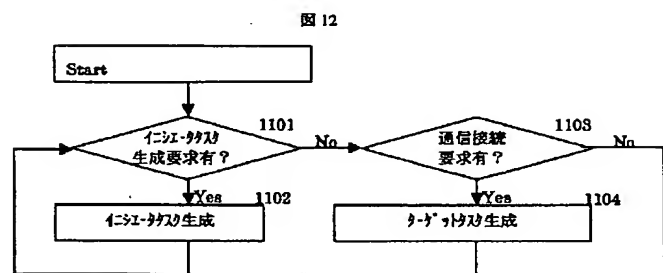 図 12
Start
イニシエータタスク
生成要求有？
1101
No
通信接続
要求有？
1103
No
Yes
1102
イニシエータタスク生成
Yes
1104
ターゲットタスク生成